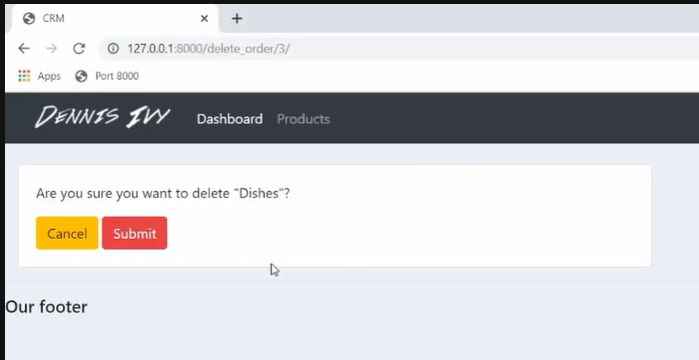 CRM
127.0.0.1:8000/delete_order/3/
Apps Port 8000
DENNIS IVY Dashboard Products
Are you sure you want to delete "Dishes"?
Cancel Submit
Our footer